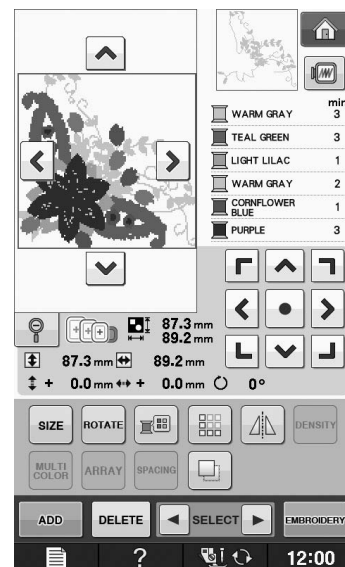 min
WARM GRAY 3
TEAL GREEN 3
LIGHT LILAC 1
WARM GRAY 2
CORNFLOWER
BLUE 1
PURPLE 3
87.3 mm
89.2 mm
87.3 mm 89.2 mm
+ 0.0 mm + 0.0 mm 0°
SIZE ROTATE DENSITY
MULTI
COLOR ARRAY SPACING
ADD DELETE SELECT EMBROIDERY
? 12:00